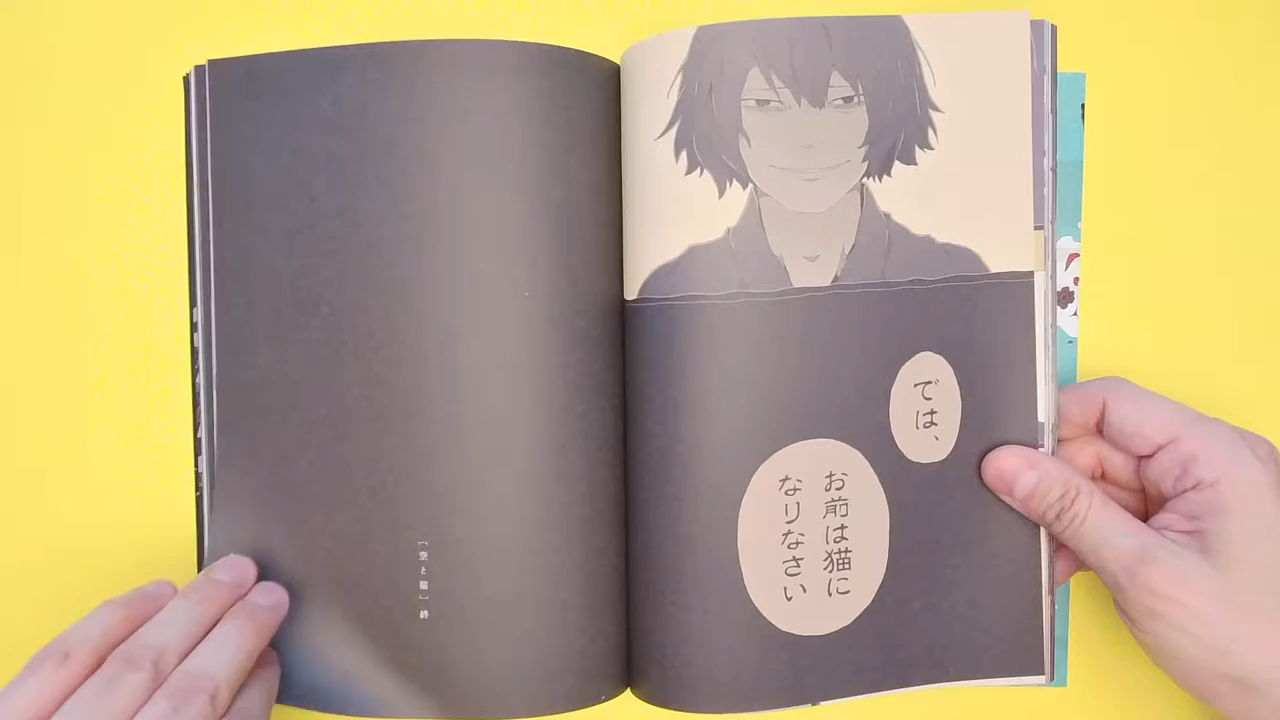 では、
お前は猫に
なりなさい
［空と猫］終